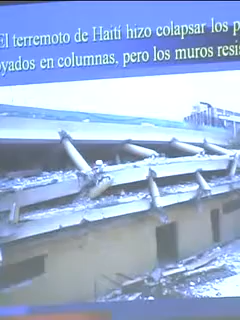 El terremoto de Haití hizo colapsar los p
oyados en columnas, pero los muros resis